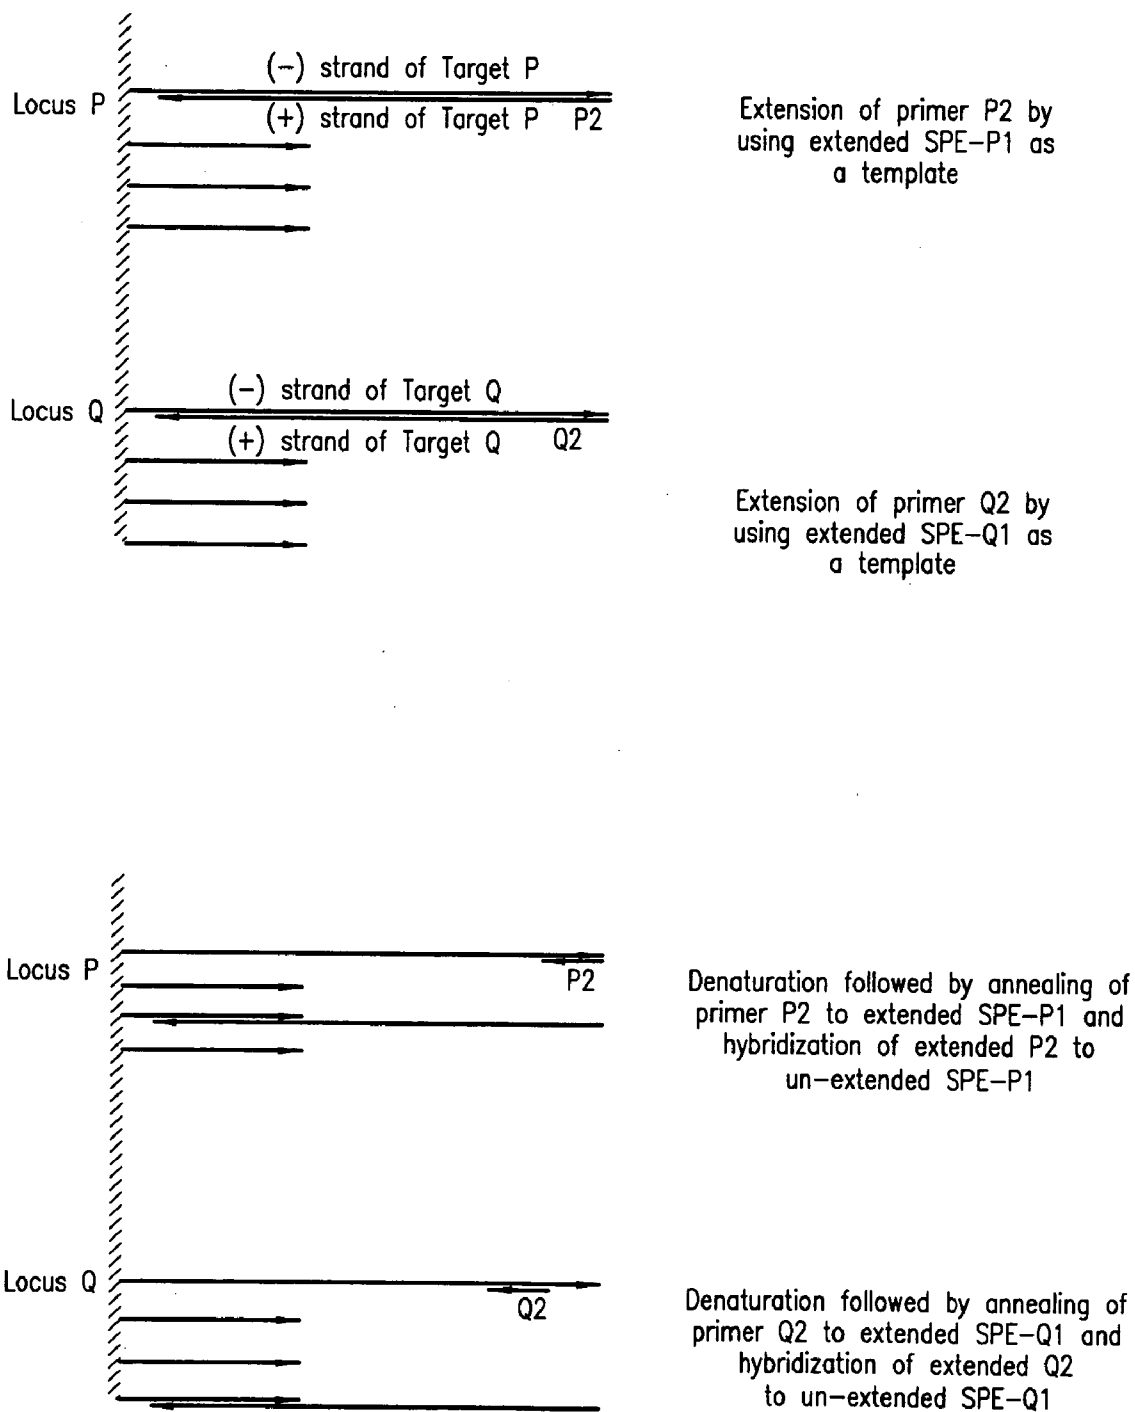 (-) strand of Target P
Locus P
(+) strand of Target P P2
Extension of primer P2 by
using extended SPE-P1 as
a template
(-) strand of Target Q
Locus Q
(+) strand of Target Q Q2
Extension of primer Q2 by
using extended SPE-Q1 as
a template
Locus P
P2
Denaturation followed by annealing of
primer P2 to extended SPE-P1 and
hybridization of extended P2 to
un-extended SPE-P1
Locus Q
Q2
Denaturation followed by annealing of
primer Q2 to extended SPE-Q1 and
hybridization of extended Q2
to un-extended SPE-Q1